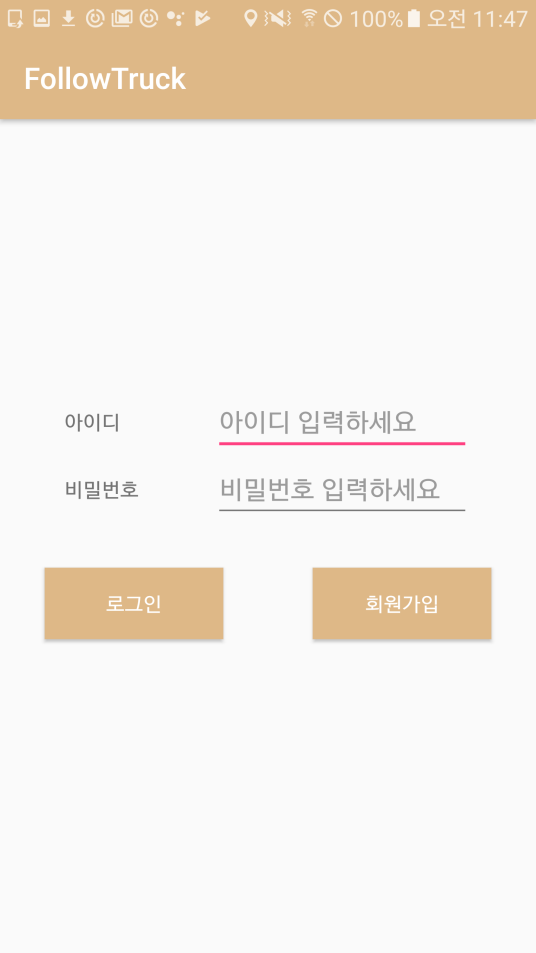 100% 오전 11:47
FollowTruck
아이디 아이디 입력하세요
비밀번호 비밀번호 입력하세요
로그인 회원가입